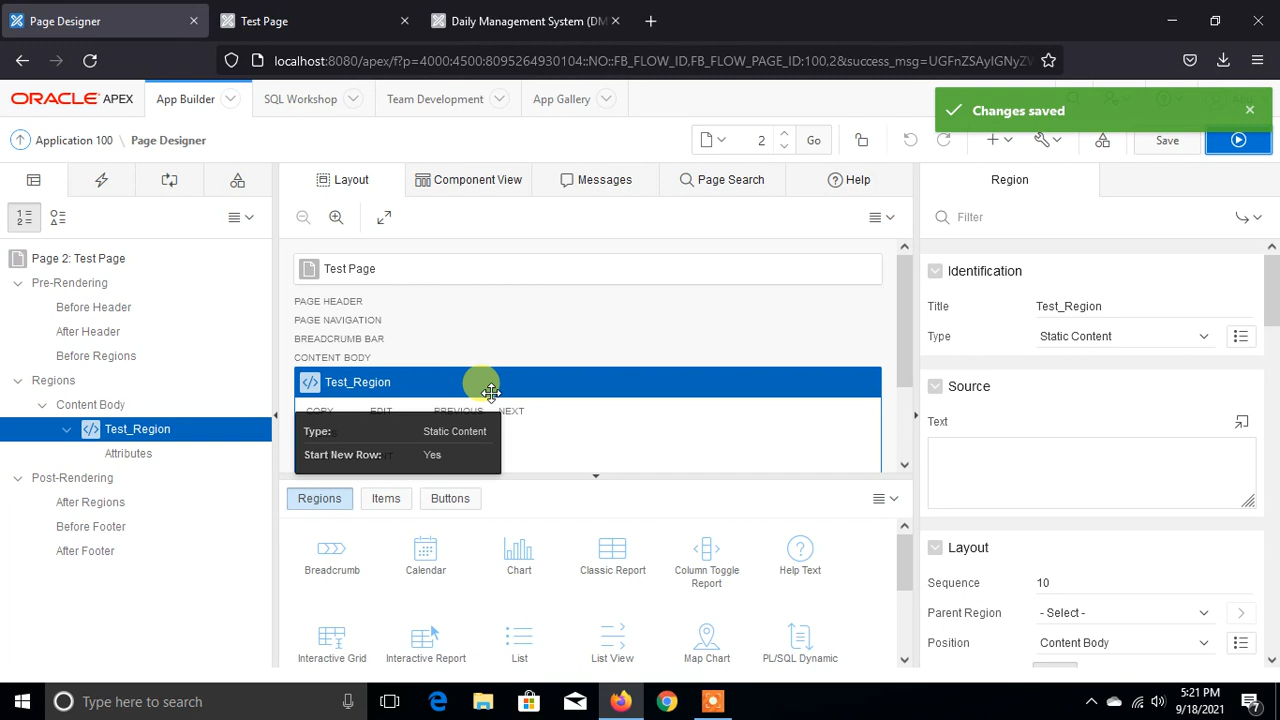 Page Designer
Test Page
Daily Management System (DM
localhost:8080/apex/f?p=4000:4500:8095264930104::NO::FB_FLOW_ID,FB_FLOW_PAGE_ID:100,2&success_msg=UGFnZSAyIGNyZW
ORACLE APEX
App Builder
SQL Workshop
Team Development
App Gallery
Changes saved
Application 100 \ Page Designer
2
Go
Save
Layout
Component View
Messages
Page Search
Help
Region
Filter
Page 2: Test Page
Pre-Rendering
Before Header
After Header
Before Regions
Regions
Content Body
Test_Region
Attributes
Post-Rendering
After Regions
Before Footer
After Footer
Test Page
PAGE HEADER
PAGE NAVIGATION
BREADCRUMB BAR
CONTENT BODY
Test_Region
COPY EDIT PREVIOUS NEXT
Type: Static Content
Start New Row: Yes
Regions
Items
Buttons
Breadcrumb
Calendar
Chart
Classic Report
Column Toggle
Report
Help Text
Interactive Grid
Interactive Report
List
List View
Map Chart
PL/SQL Dynamic
Identification
Title Test_Region
Type Static Content
Source
Text
Layout
Sequence 10
Parent Region - Select -
Position Content Body
Type here to search
5:21 PM
9/18/2021
7